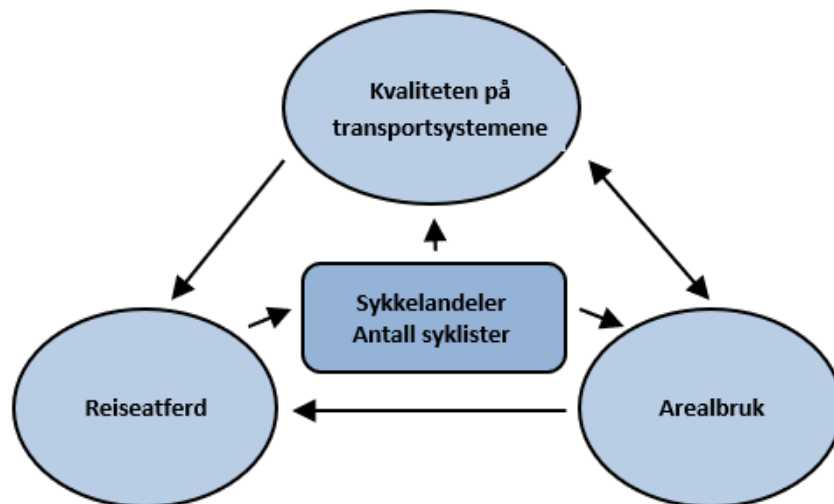 Kvaliteten på
transportsystemene
Sykkelandeler
Antall syklister
Reiseatferd
Arealbruk